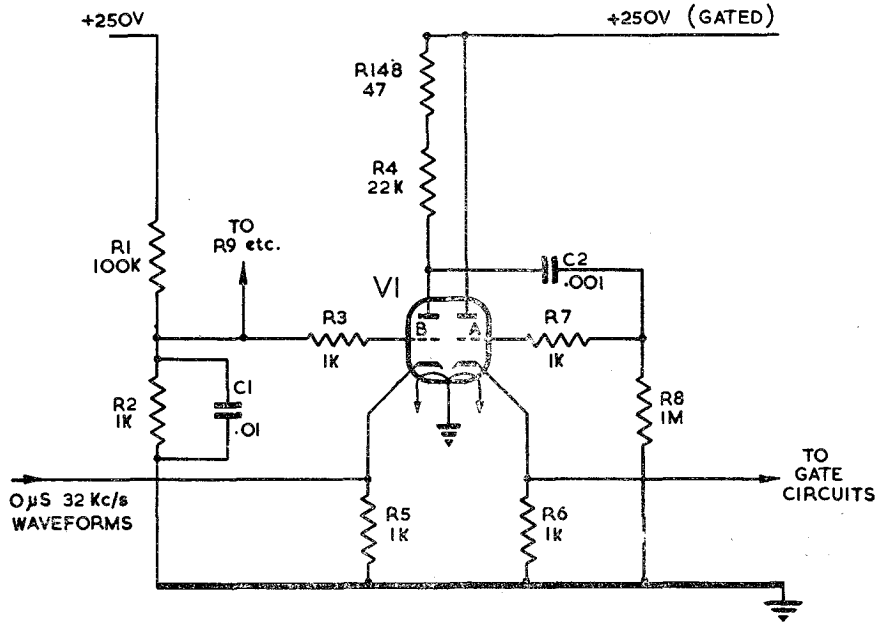 +250V
+250V (GATED)
R148
47
R4
22K
TO
R9 etc.
R1
100K
C2
.001
V1
B
A
R3
1K
R7
1K
R2
1K
C1
.01
R8
1M
0µS 32 Kc/s
WAVEFORMS
R5
1K
R6
1K
TO
GATE
CIRCUITS